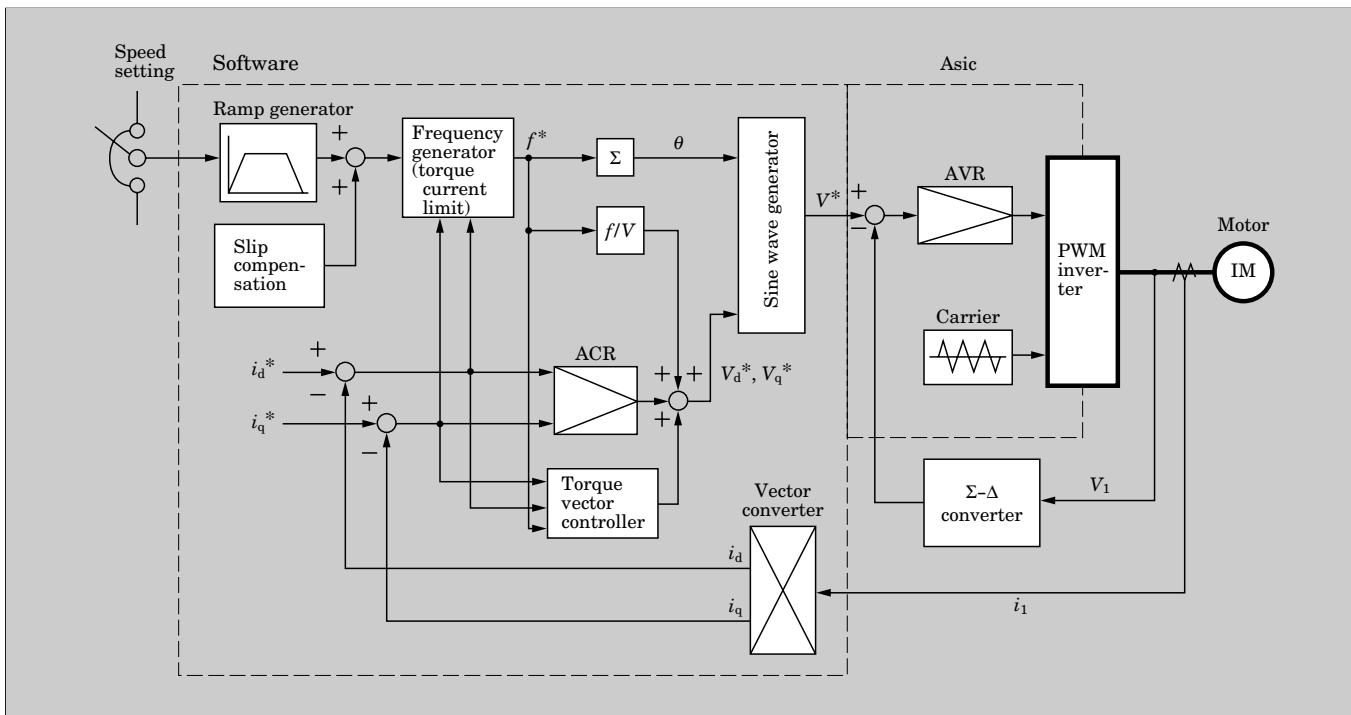 Speed
setting
Software
Asic
Ramp generator
+
+
Frequency
generator
(torque
current
limit)
f*
Σ
θ
Sine wave generator
V*
+
−
AVR
PWM
inver-
ter
Motor
IM
Slip
compen-
sation
f/V
Carrier
id*
+
−
iq*
+
−
ACR
+
+
+
Vd*, Vq*
Torque
vector
controller
Vector
converter
Σ-Δ
converter
V1
id
iq
i1